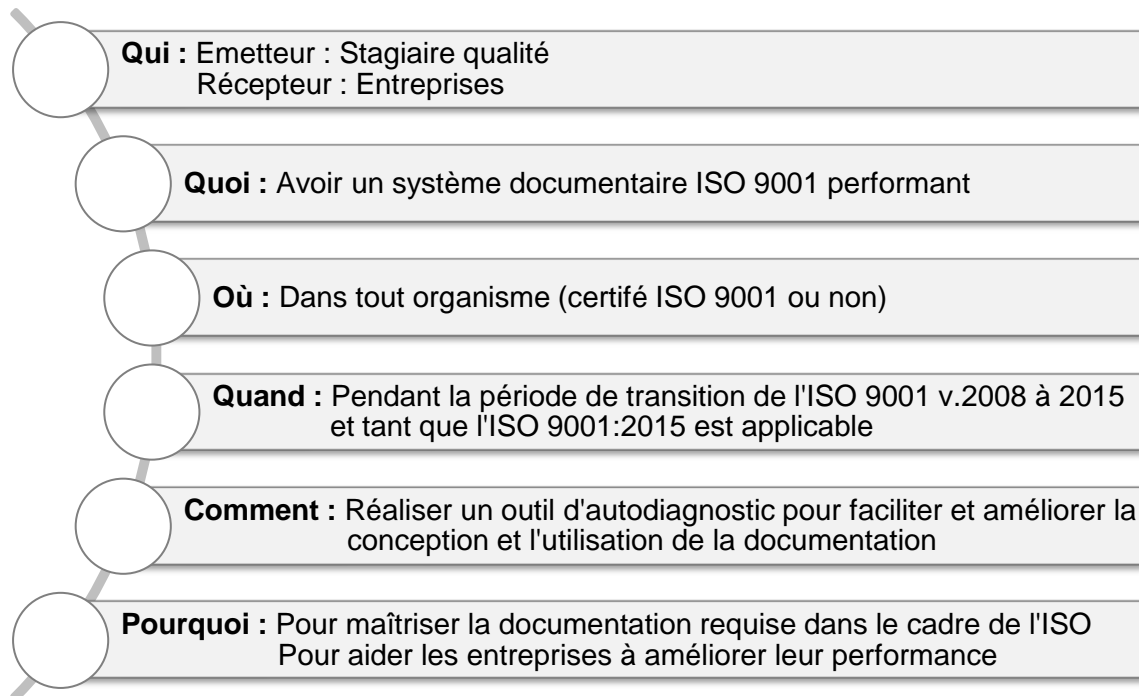 Qui : Emetteur : Stagiaire qualité
Récepteur : Entreprises
Quoi : Avoir un système documentaire ISO 9001 performant
Où : Dans tout organisme (certifé ISO 9001 ou non)
Quand : Pendant la période de transition de l'ISO 9001 v.2008 à 2015
et tant que l'ISO 9001:2015 est applicable
Comment : Réaliser un outil d'autodiagnostic pour faciliter et améliorer la
conception et l'utilisation de la documentation
Pourquoi : Pour maîtriser la documentation requise dans le cadre de l'ISO
Pour aider les entreprises à améliorer leur performance